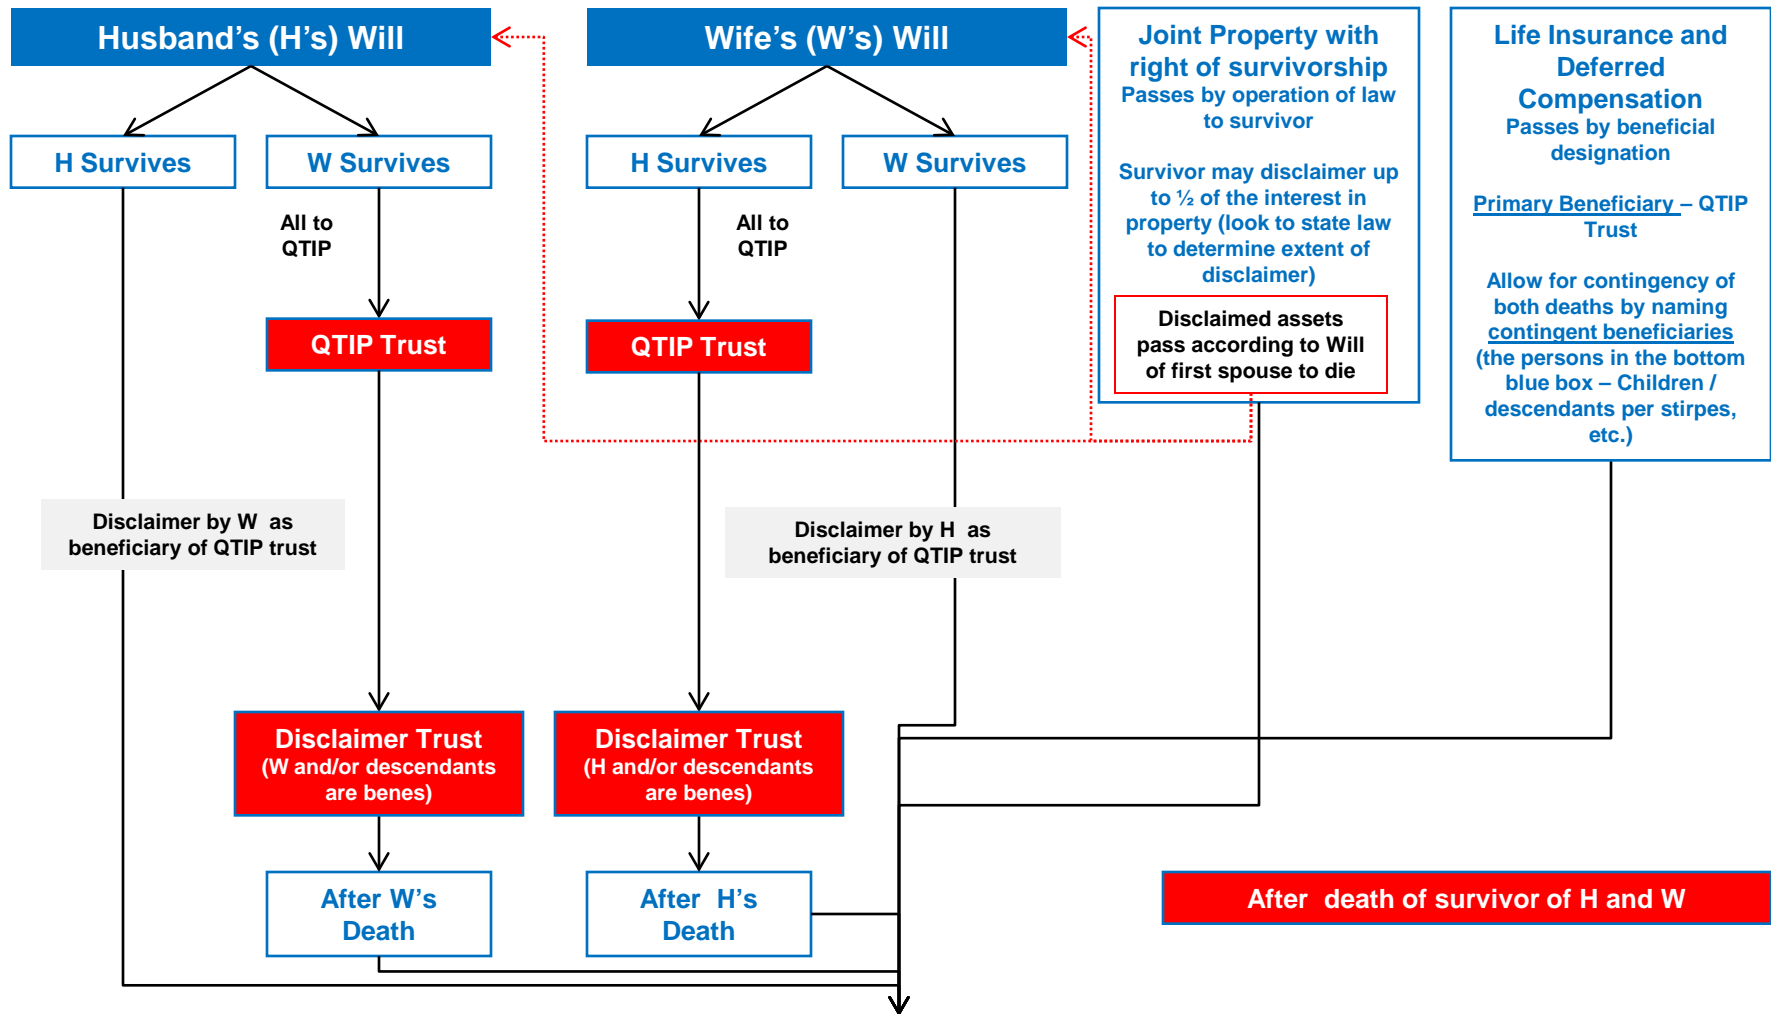 Husband’s (H’s) Will
Wife’s (W’s) Will
Joint Property with
right of survivorship
Passes by operation of law
to survivor
Survivor may disclaimer up
to ½ of the interest in
property (look to state law
to determine extent of
disclaimer)
Disclaimed assets
pass according to Will
of first spouse to die
Life Insurance and
Deferred
Compensation
Passes by beneficial
designation
Primary Beneficiary – QTIP
Trust
Allow for contingency of
both deaths by naming
contingent beneficiaries
(the persons in the bottom
blue box – Children /
descendants per stirpes,
etc.)
H Survives
W Survives
H Survives
W Survives
All to
QTIP
All to
QTIP
QTIP Trust
QTIP Trust
Disclaimer by W as
beneficiary of QTIP trust
Disclaimer by H as
beneficiary of QTIP trust
Disclaimer Trust
(W and/or descendants
are benes)
Disclaimer Trust
(H and/or descendants
are benes)
After W’s
Death
After H’s
Death
After death of survivor of H and W